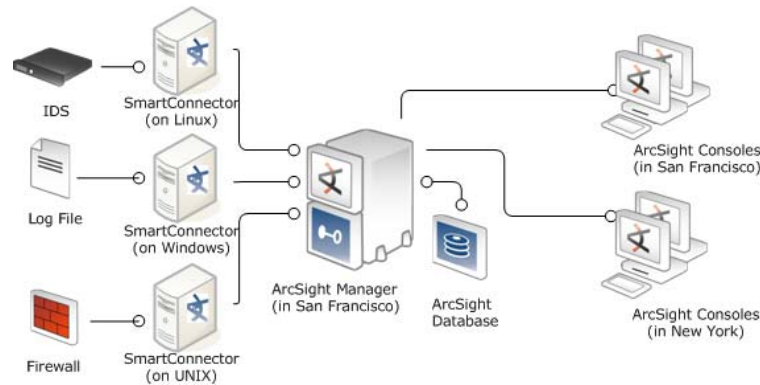 IDS
SmartConnector
(on Linux)
Log File
SmartConnector
(on Windows)
Firewall
SmartConnector
(on UNIX)
ArcSight Manager
(in San Francisco)
ArcSight
Database
ArcSight Consoles
(in San Francisco)
ArcSight Consoles
(in New York)